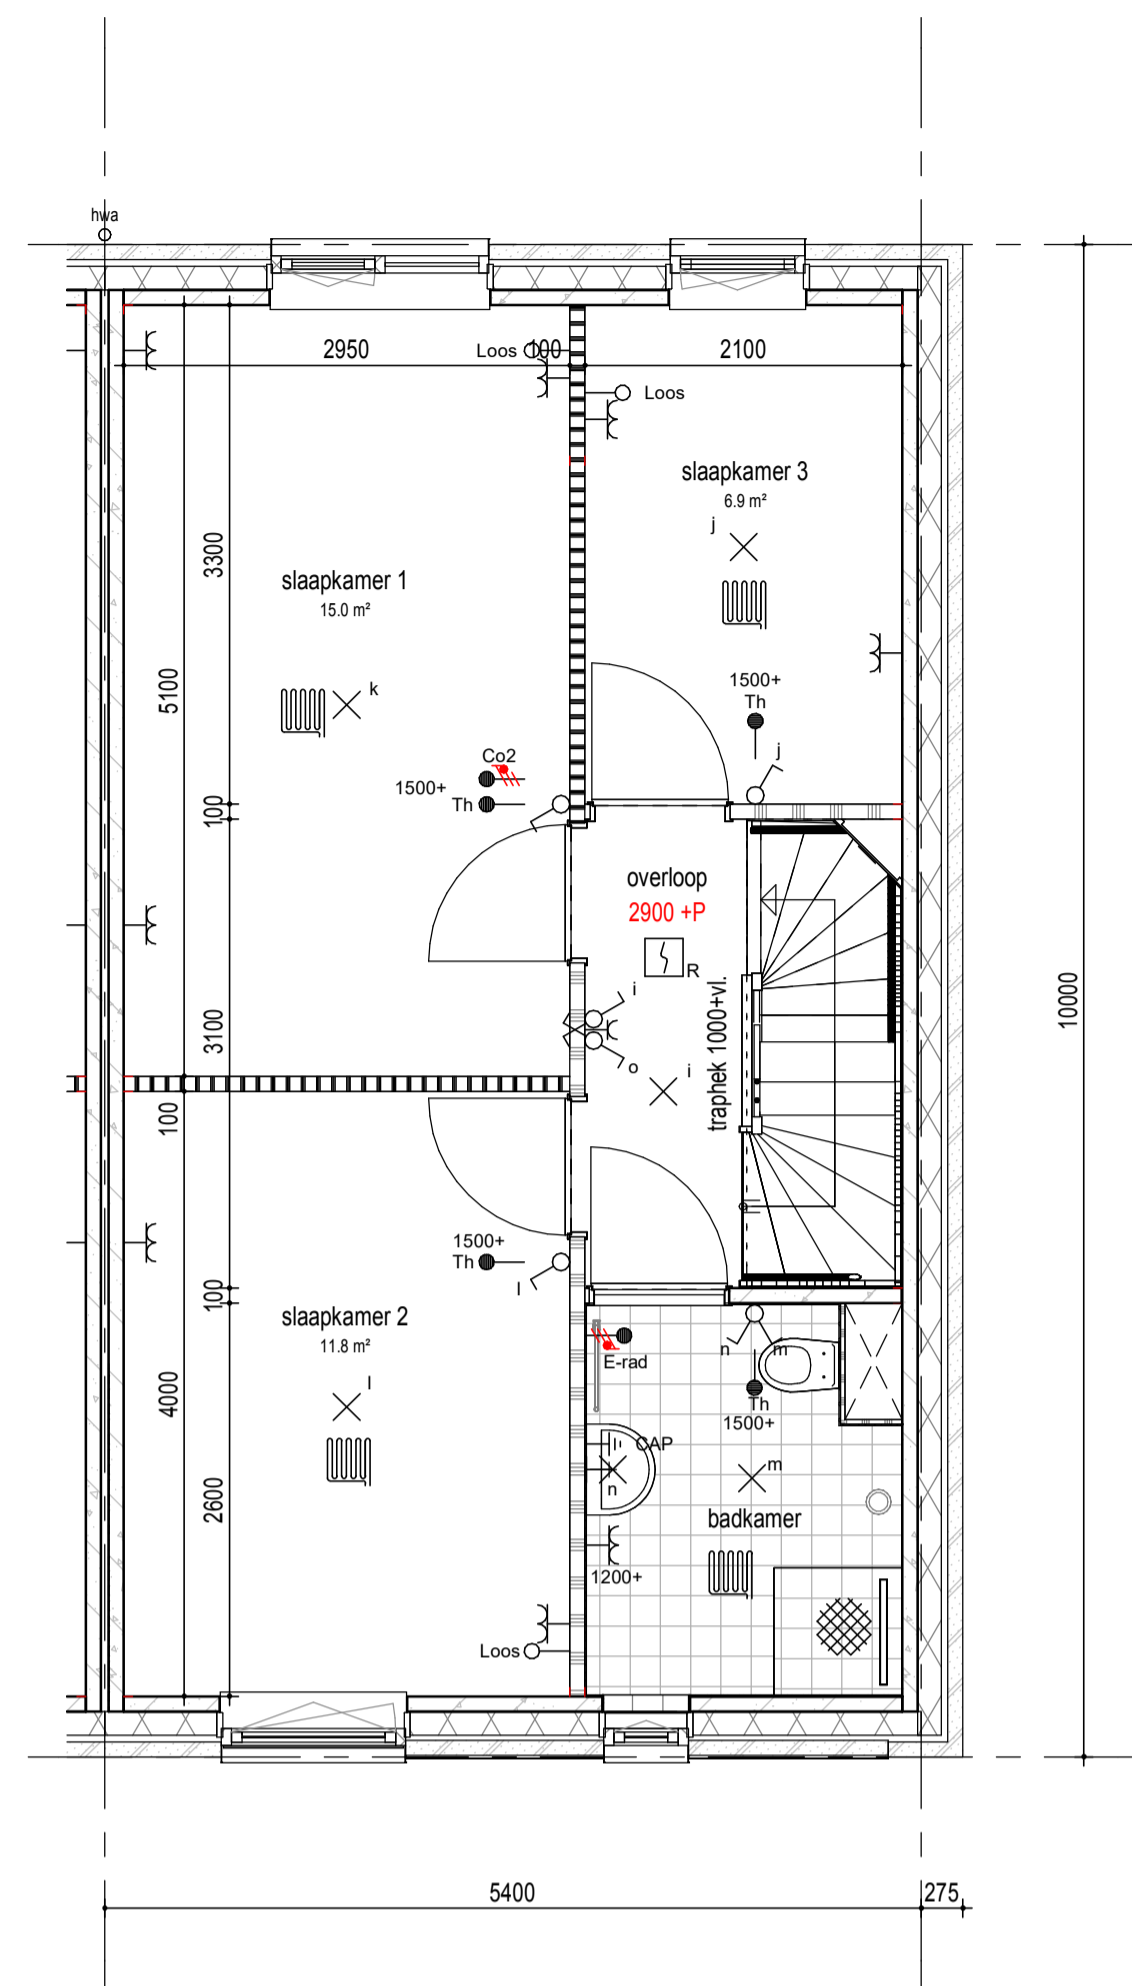 hwa
2950
Loos
100
2100
Loos
slaapkamer 3
6.9 m²
j
3300
slaapkamer 1
15.0 m²
k
5100
1500+
Th
j
Co2
1500+
Th
100
overloop
2900 +P
R
i
traphek 1000+vl.
10000
3100
o
i
100
1500+
Th
l
100
slaapkamer 2
11.8 m²
l
n
m
E-rad
Th
1500+
4000
CAP
n
m
2600
badkamer
1200+
Loos
5400
275